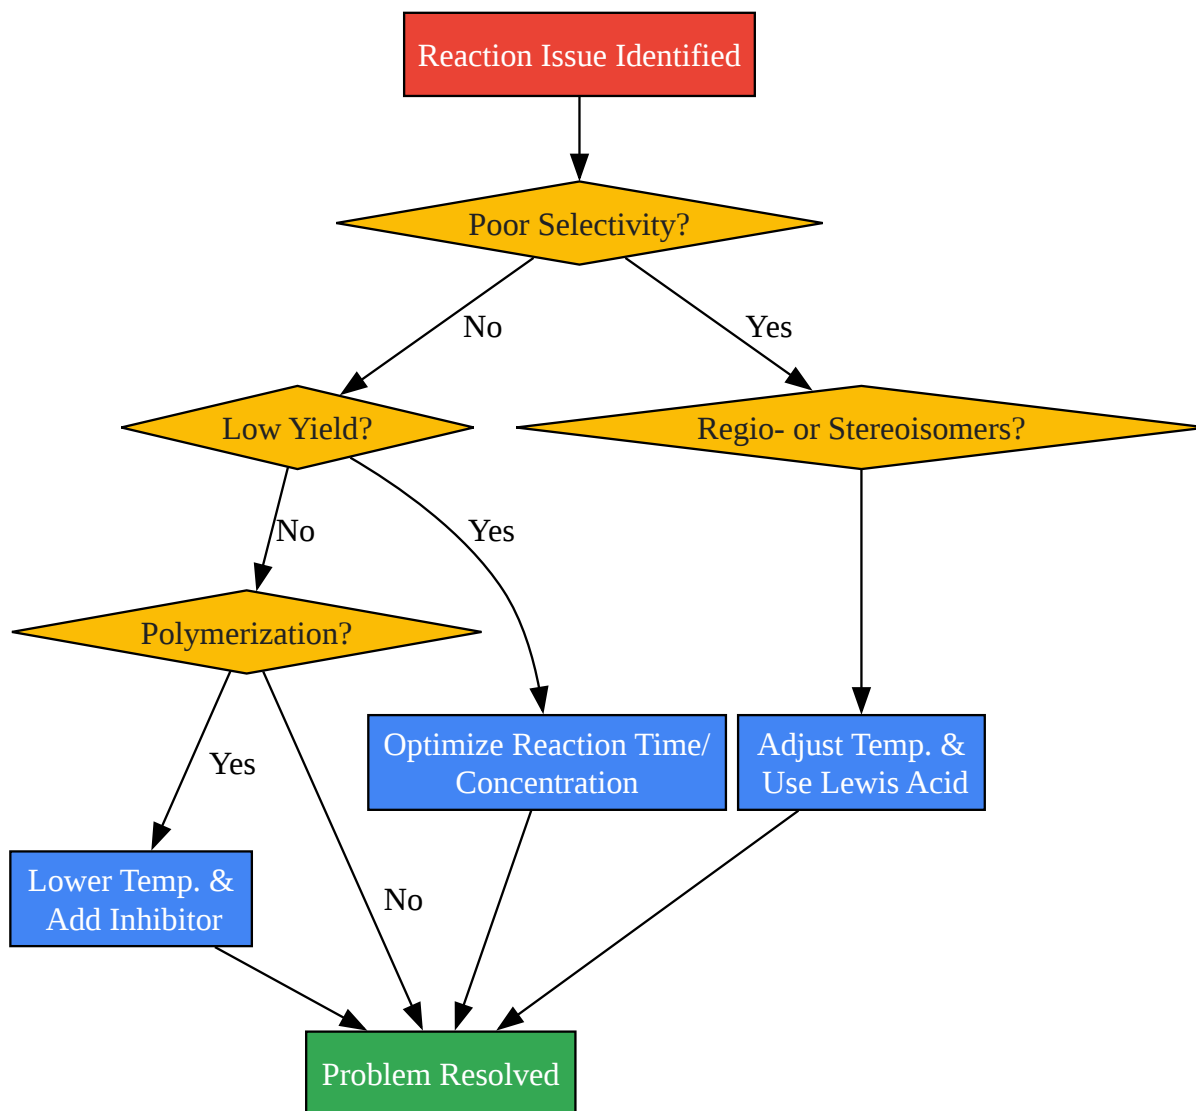 Reaction Issue Identified
Poor Selectivity?
No
Yes
Low Yield?
Regio- or Stereoisomers?
No
Yes
Polymerization?
Optimize Reaction Time/
Concentration
Adjust Temp. &
Use Lewis Acid
Yes
Lower Temp. &
Add Inhibitor
No
Problem Resolved